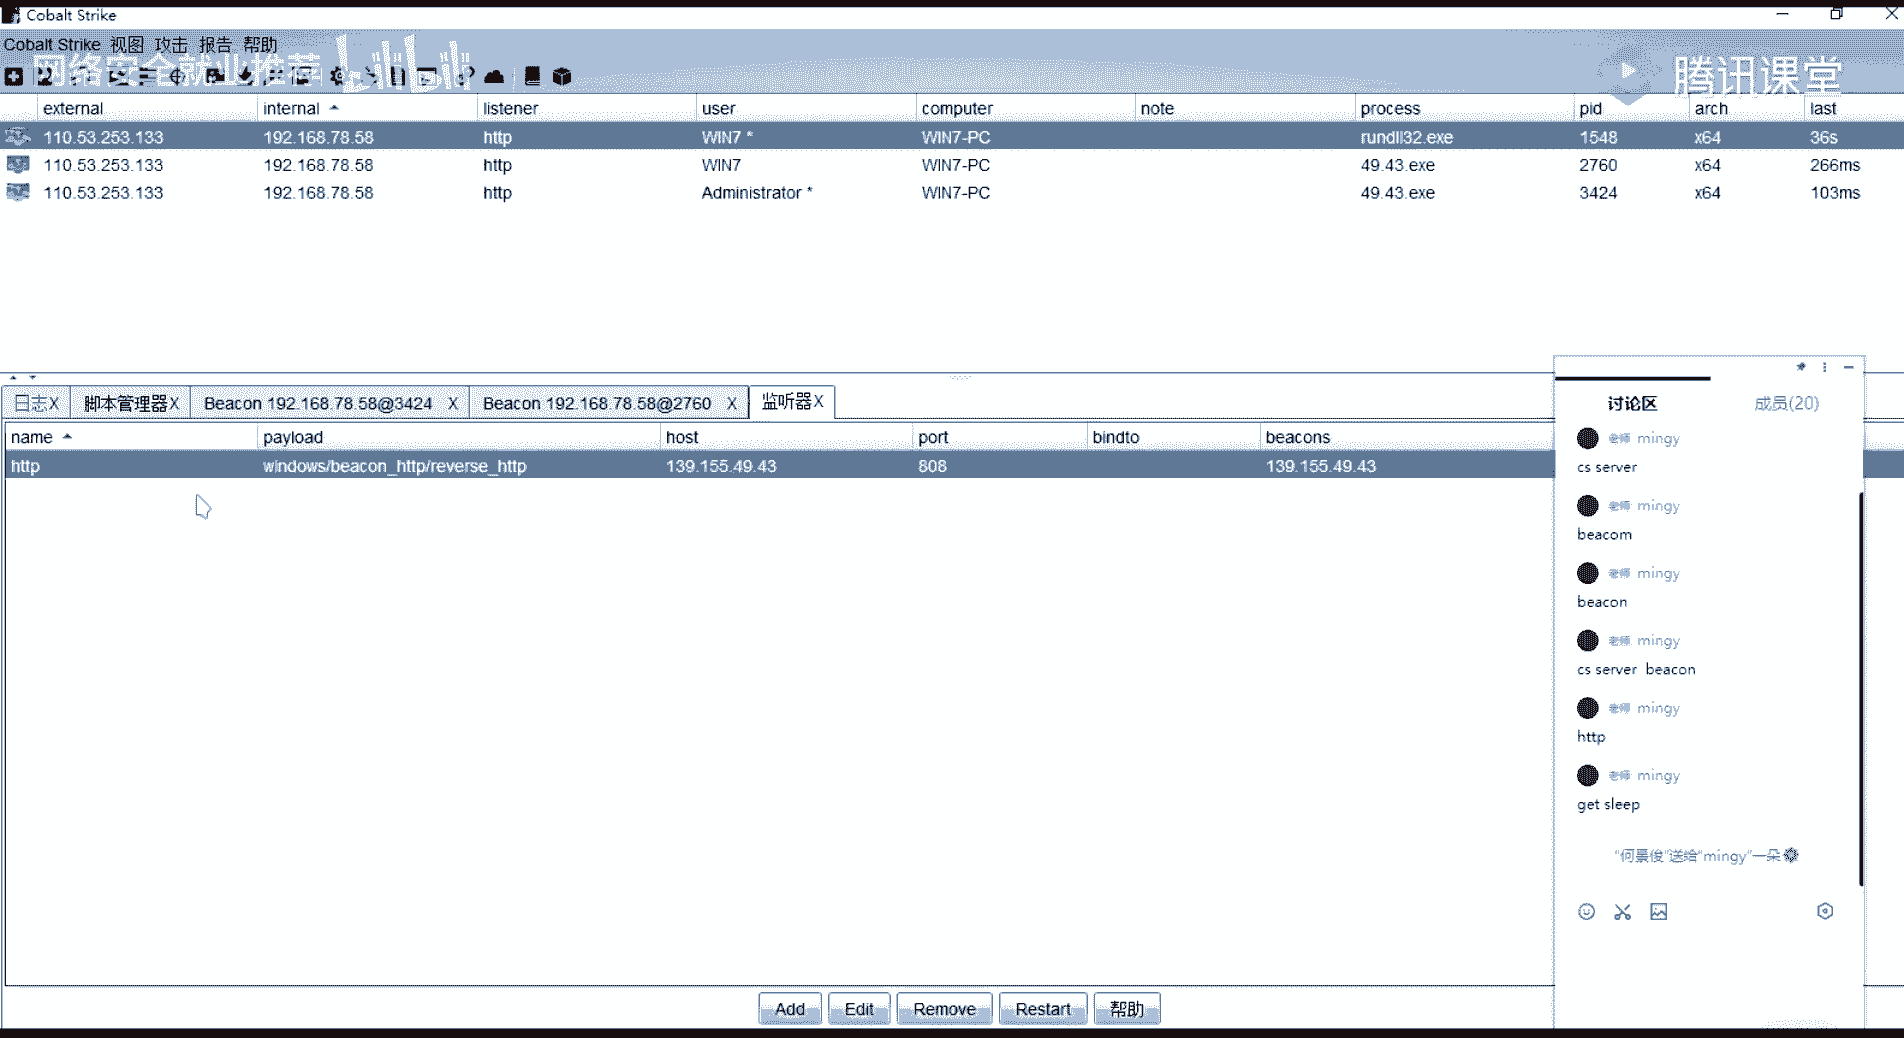 Cobalt Strike
Cobalt Strike 视图 攻击 报告 帮助
网络安全就业推荐 bilibili
腾讯课堂
external internal listener user computer note process pid arch last
110.53.253.133 192.168.78.58 http WIN7 * WIN7-PC rundll32.exe 1548 x64 36s
110.53.253.133 192.168.78.58 http WIN7 WIN7-PC 49.43.exe 2760 x64 266ms
110.53.253.133 192.168.78.58 http Administrator * WIN7-PC 49.43.exe 3424 x64 103ms
日志X 脚本管理器X Beacon 192.168.78.58@3424 X Beacon 192.168.78.58@2760 X 监听器X
name payload host port bindto beacons
http windows/beacon_http/reverse_http 139.155.49.43 808 139.155.49.43
Add Edit Remove Restart 帮助
讨论区 成员(20)
老师 mingy
cs server
老师 mingy
beacom
老师 mingy
beacon
老师 mingy
cs server beacon
老师 mingy
http
老师 mingy
get sleep
"何景俊"送给"mingy"一朵